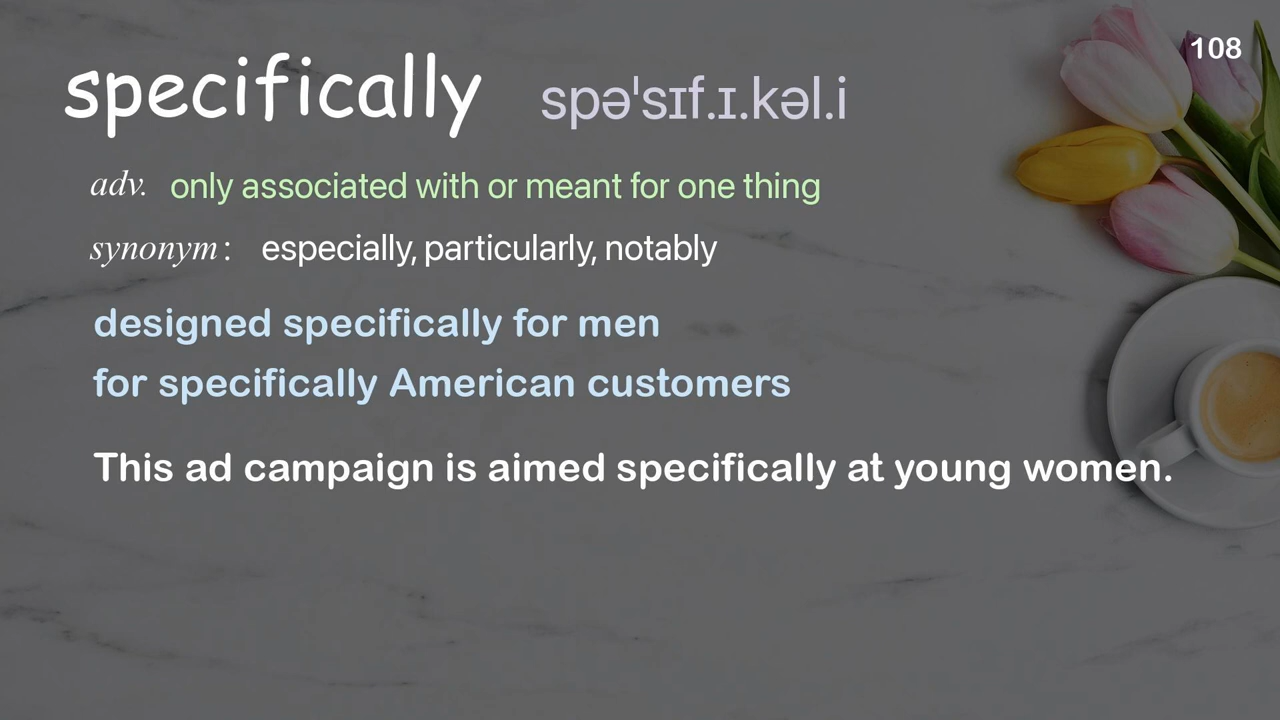 108
specifically spəˈsɪf.ɪ.kəl.i
adv. only associated with or meant for one thing
synonym: especially, particularly, notably
designed specifically for men
for specifically American customers
This ad campaign is aimed specifically at young women.